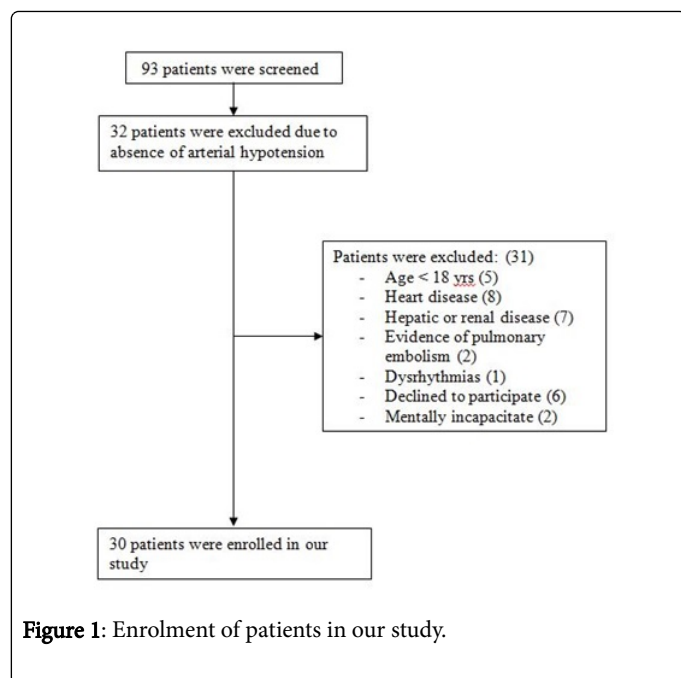 93 patients were screened
32 patients were excluded due to
absence of arterial hypotension
Patients were excluded: (31)
- Age < 18 yrs (5)
- Heart disease (8)
- Hepatic or renal disease (7)
- Evidence of pulmonary
embolism (2)
- Dysrhythmias (1)
- Declined to participate (6)
- Mentally incapacitate (2)
30 patients were enrolled in our
study
Figure 1: Enrolment of patients in our study.